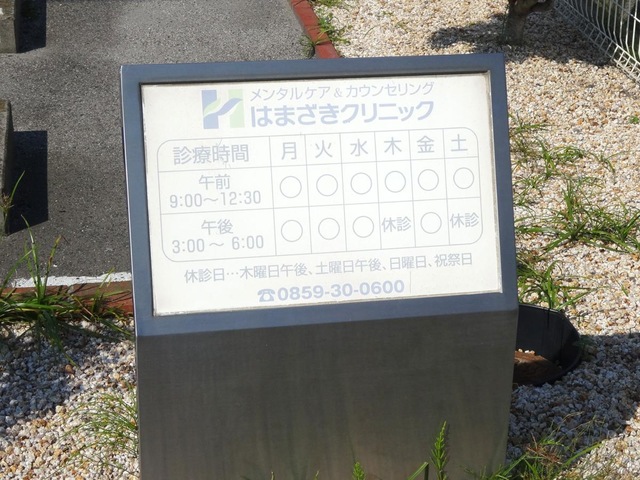 メンタルケア&カウンセリング
はまざきクリニック
診療時間 月 火 水 木 金 土
午前 9:00〜12:30 ○ ○ ○ ○ ○ ○
午後 3:00〜6:00 ○ ○ ○ 休診 ○ 休診
休診日…木曜日午後、土曜日午後、日曜日、祝祭日
☎0859-30-0600